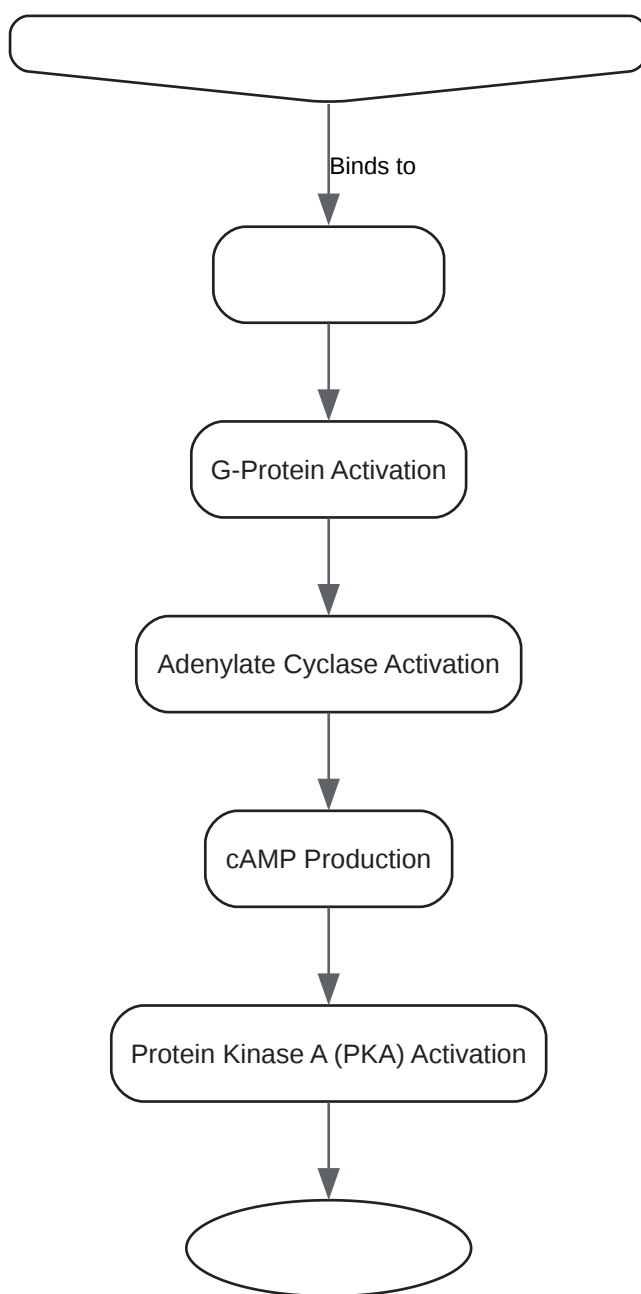 Binds to
G-Protein Activation
Adenylate Cyclase Activation
cAMP Production
Protein Kinase A (PKA) Activation